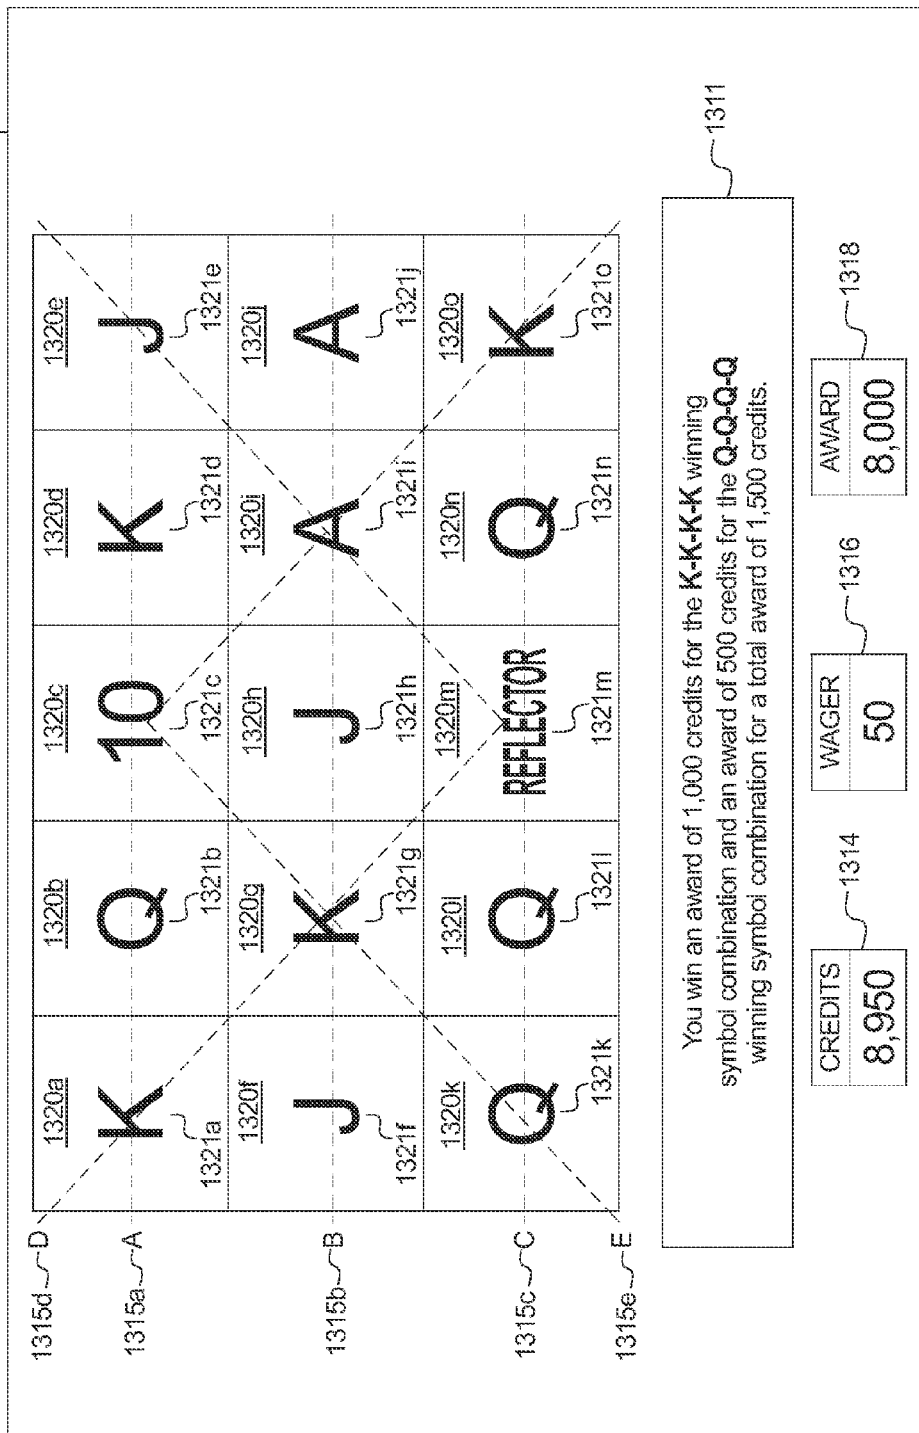 1315d D
1315a A
1315b B
1315c C
1315e E
1320a 1320b 1320c 1320d 1320e
K Q 10 K J
1321a 1321b 1321c 1321d 1321e
1320f 1320g 1320h 1320i 1320j
J K J A A
1321f 1321g 1321h 1321i 1321j
1320k 1320l 1320m 1320n 1320o
Q Q REFLECTOR Q K
1321k 1321l 1321m 1321n 1321o
You win an award of 1,000 credits for the K-K-K-K winning
symbol combination and an award of 500 credits for the Q-Q-Q-Q
winning symbol combination for a total award of 1,500 credits.
1311
CREDITS
8,950
1314
WAGER
50
1316
AWARD
8,000
1318